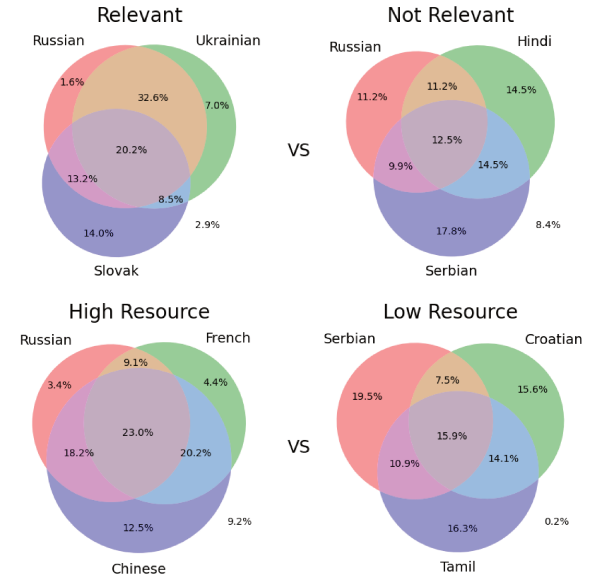 Relevant
Russian
Ukrainian
1.6%
32.6%
7.0%
20.2%
13.2%
8.5%
14.0%
2.9%
Slovak
VS
Not Relevant
Russian
Hindi
11.2%
11.2%
14.5%
12.5%
9.9%
14.5%
17.8%
8.4%
Serbian
High Resource
Russian
French
9.1%
3.4%
4.4%
23.0%
18.2%
20.2%
12.5%
9.2%
Chinese
VS
Low Resource
Serbian
Croatian
7.5%
19.5%
15.6%
15.9%
10.9%
14.1%
16.3%
0.2%
Tamil